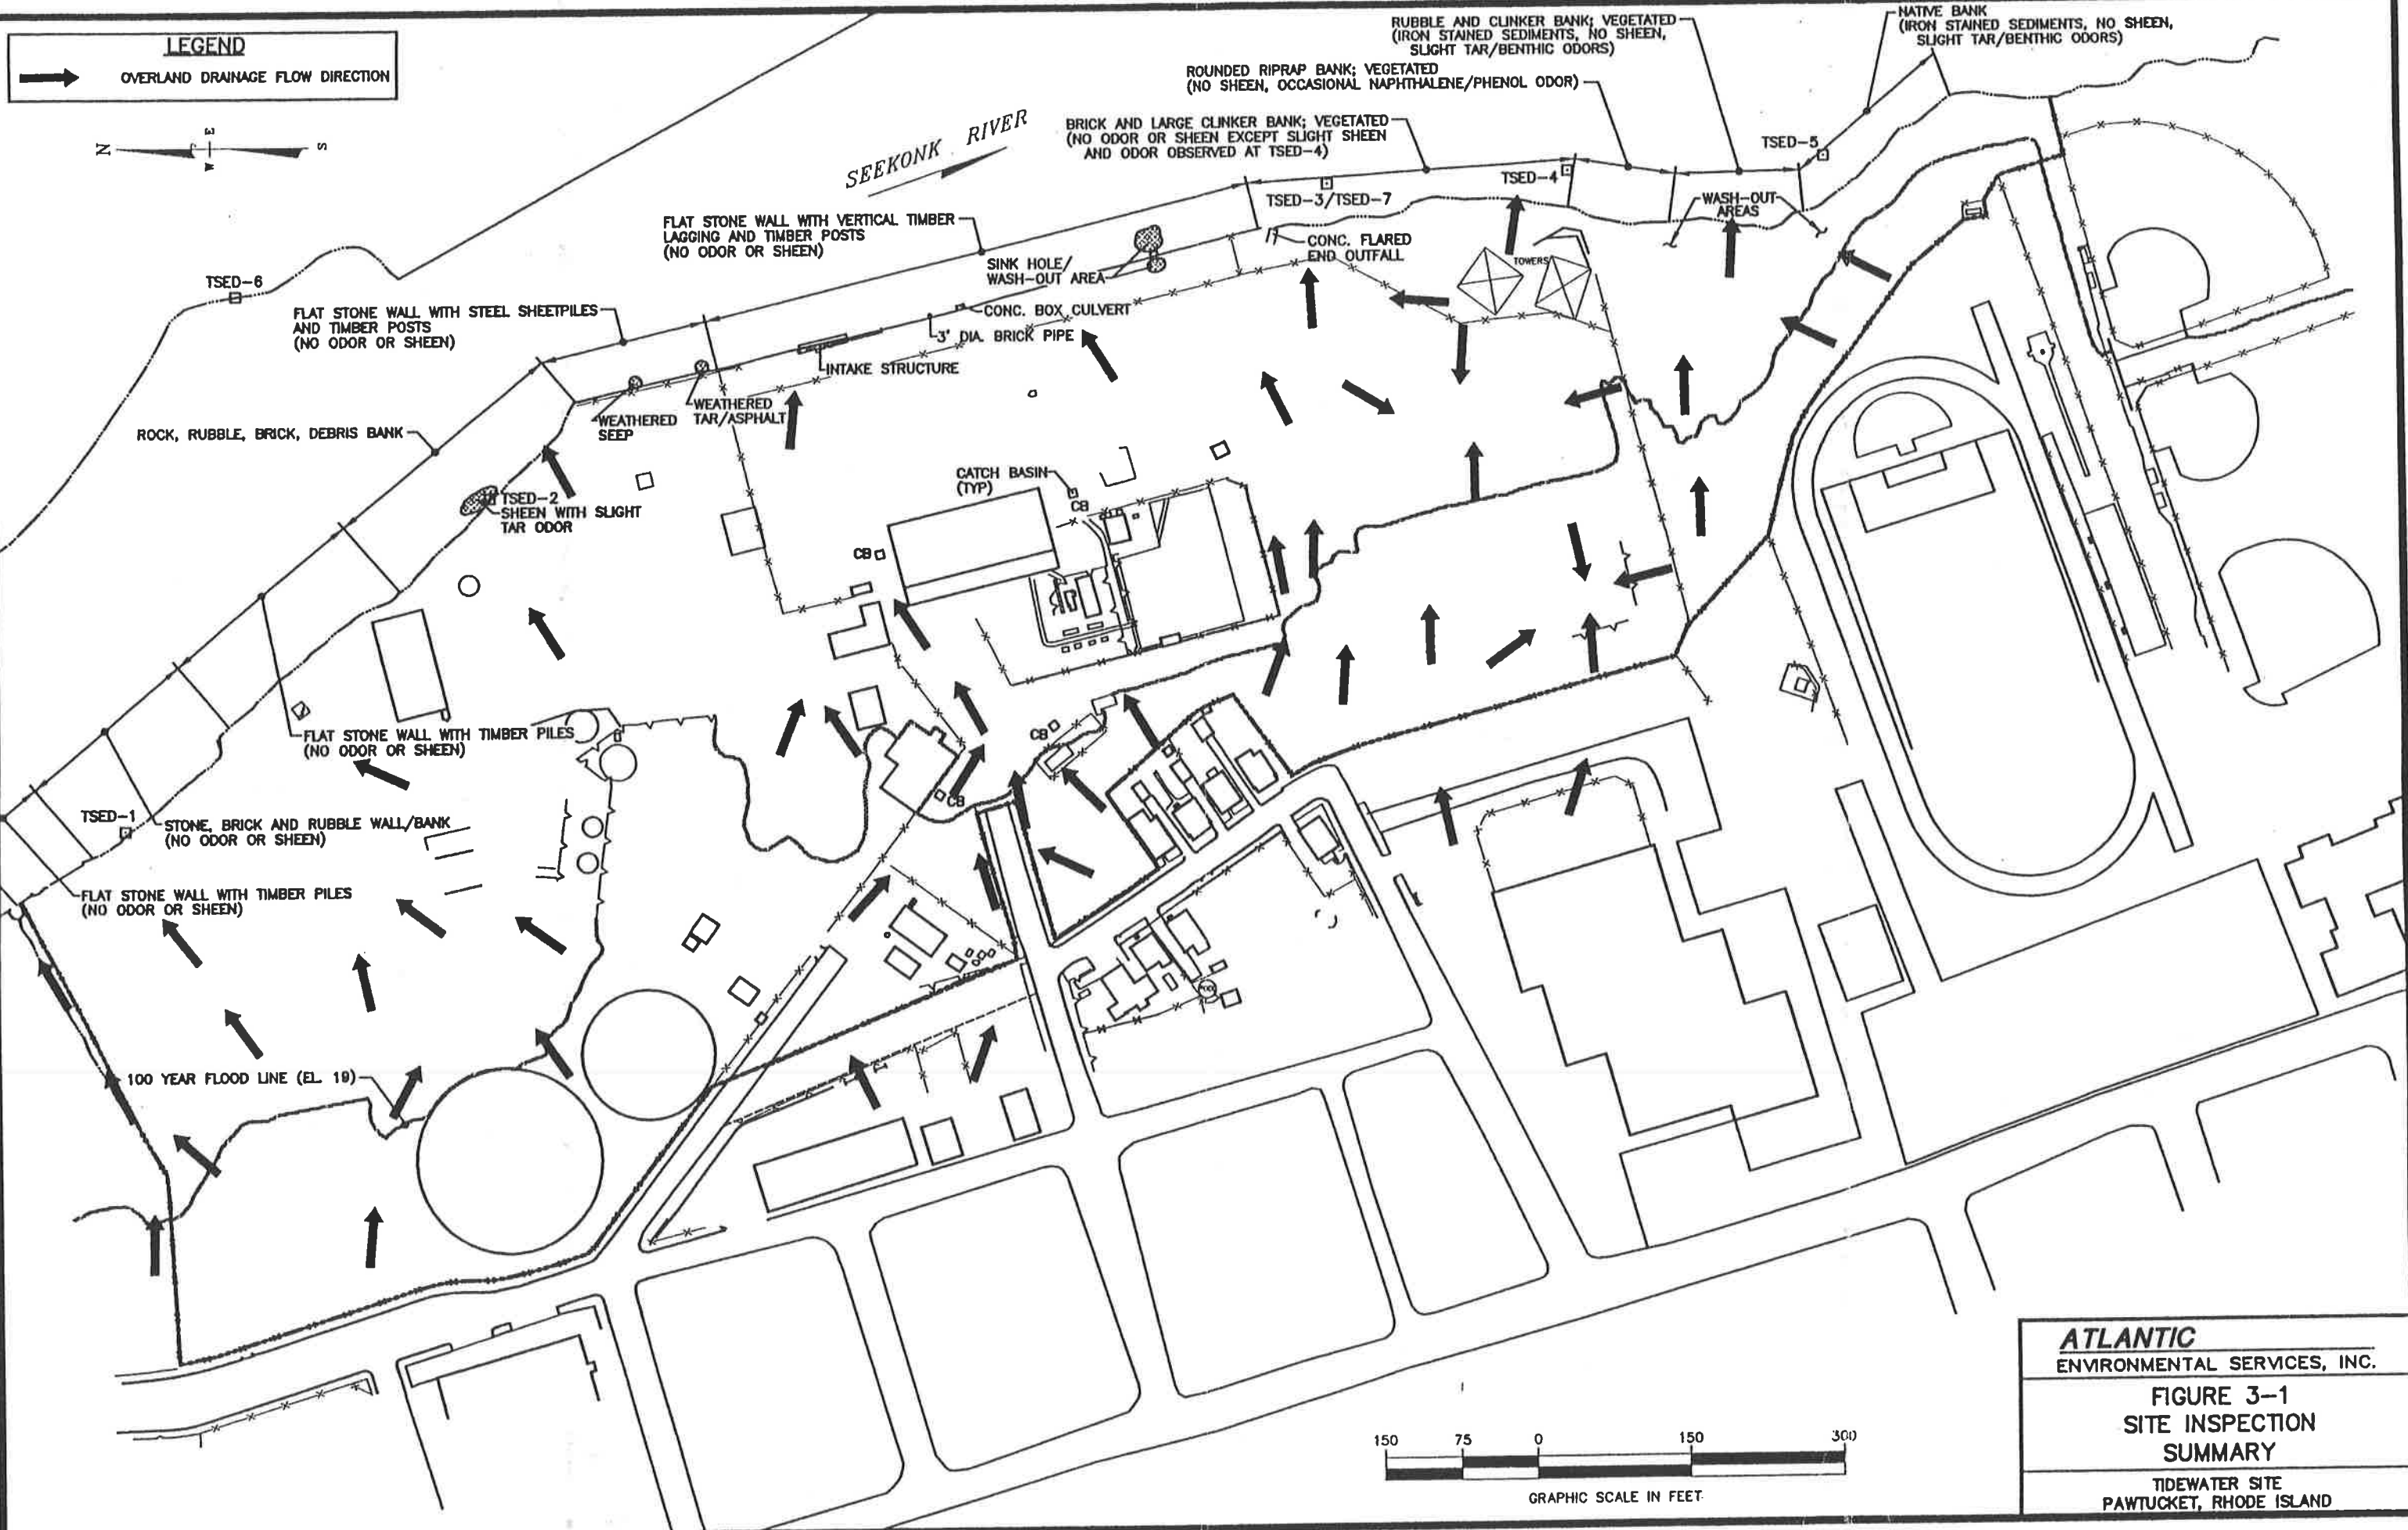 LEGEND
OVERLAND DRAINAGE FLOW DIRECTION
N
E
W
S
SEEKONK RIVER
RUBBLE AND CLINKER BANK; VEGETATED
(IRON STAINED SEDIMENTS, NO SHEEN,
SLIGHT TAR/BENTHIC ODORS)
NATIVE BANK
(IRON STAINED SEDIMENTS, NO SHEEN,
SLIGHT TAR/BENTHIC ODORS)
ROUNDED RIPRAP BANK; VEGETATED
(NO SHEEN, OCCASIONAL NAPHTHALENE/PHENOL ODOR)
BRICK AND LARGE CLINKER BANK; VEGETATED
(NO ODOR OR SHEEN EXCEPT SLIGHT SHEEN
AND ODOR OBSERVED AT TSED-4)
TSED-5
TSED-4
TSED-3/TSED-7
WASH-OUT
AREAS
FLAT STONE WALL WITH VERTICAL TIMBER
LAGGING AND TIMBER POSTS
(NO ODOR OR SHEEN)
SINK HOLE/
WASH-OUT AREA
CONC. FLARED
END OUTFALL
TOWERS
TSED-6
FLAT STONE WALL WITH STEEL SHEETPILES
AND TIMBER POSTS
(NO ODOR OR SHEEN)
CONC. BOX CULVERT
3' DIA. BRICK PIPE
INTAKE STRUCTURE
WEATHERED
TAR/ASPHALT
WEATHERED
SEEP
ROCK, RUBBLE, BRICK, DEBRIS BANK
CATCH BASIN
(TYP)
CB
TSED-2
SHEEN WITH SLIGHT
TAR ODOR
CB
FLAT STONE WALL WITH TIMBER PILES
(NO ODOR OR SHEEN)
CB
CB
TSED-1
STONE, BRICK AND RUBBLE WALL/BANK
(NO ODOR OR SHEEN)
FLAT STONE WALL WITH TIMBER PILES
(NO ODOR OR SHEEN)
POOL
100 YEAR FLOOD LINE (EL. 19)
150 75 0 150 300
GRAPHIC SCALE IN FEET
ATLANTIC
ENVIRONMENTAL SERVICES, INC.
FIGURE 3-1
SITE INSPECTION
SUMMARY
TIDEWATER SITE
PAWTUCKET, RHODE ISLAND